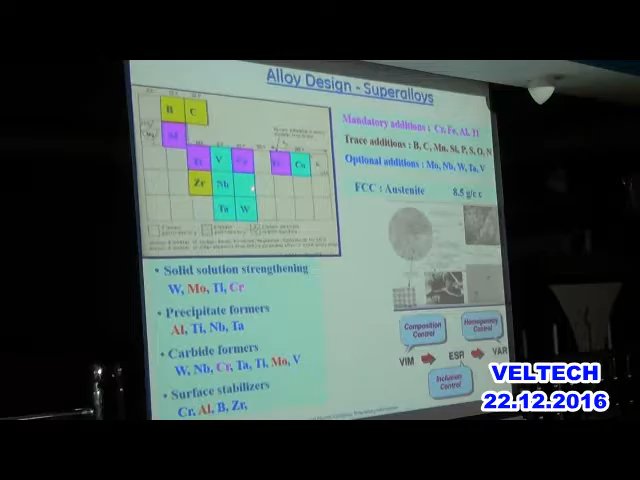 Alloy Design - Superalloys
B C
Al
Ti V Cr
Co
Zr Nb
Ta W
Mandatory additions : Cr, Fe, Al, Ti
Trace additions : B, C, Mn, Si, P, S, O, N
Optional additions : Mo, Nb, W, Ta, V
FCC : Austenite 8.5 g/c c
• Solid solution strengthening
W, Mo, Ti, Cr
• Precipitate formers
Al, Ti, Nb, Ta
• Carbide formers
W, Nb, Cr, Ta, Ti, Mo, V
• Surface stabilizers
Cr, Al, B, Zr,
Composition Control
Homogeneity Control
VIM ESR VAR
Inclusion Control
VELTECH
22.12.2016